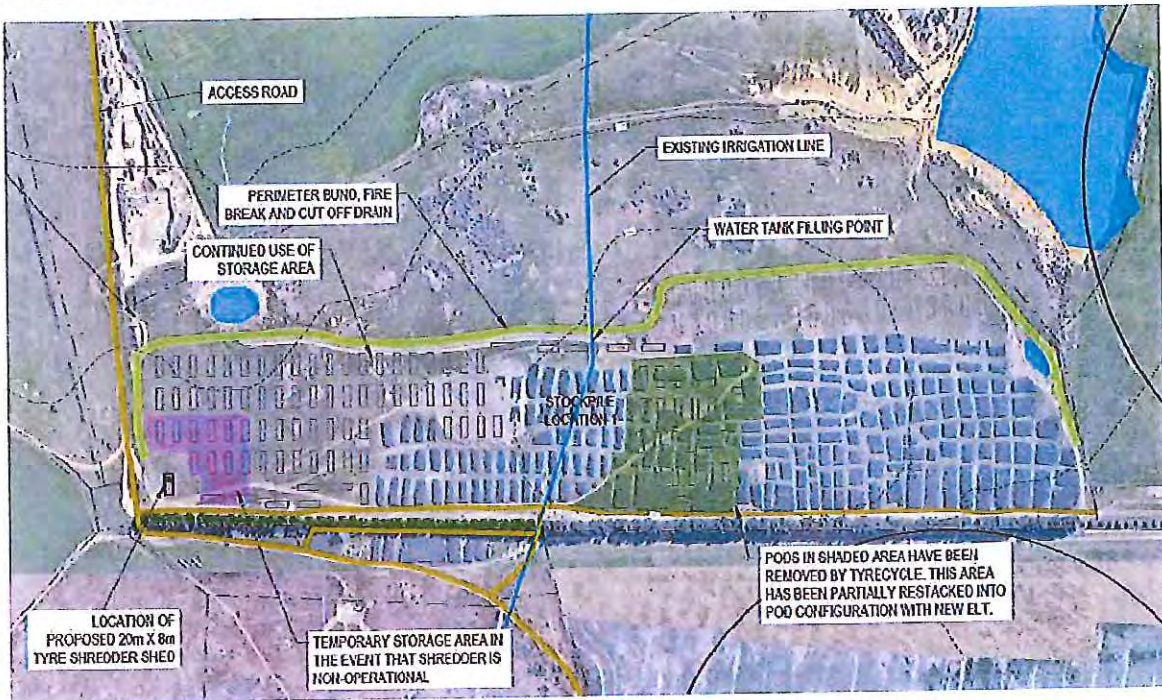 ACCESS ROAD
EXISTING IRRIGATION LINE
PERIMETER BUND, FIRE
BREAK AND CUT OFF DRAIN
WATER TANK FILLING POINT
CONTINUED USE OF
STORAGE AREA
STOCKPILE
LOCATION 1
PODS IN SHADED AREA HAVE BEEN
REMOVED BY TYRECYCLE. THIS AREA
HAS BEEN PARTIALLY RESTACKED INTO
POD CONFIGURATION WITH NEW ELT.
LOCATION OF
PROPOSED 20m X 8m
TYRE SHREDDER SHED
TEMPORARY STORAGE AREA IN
THE EVENT THAT SHREDDER IS
NON-OPERATIONAL